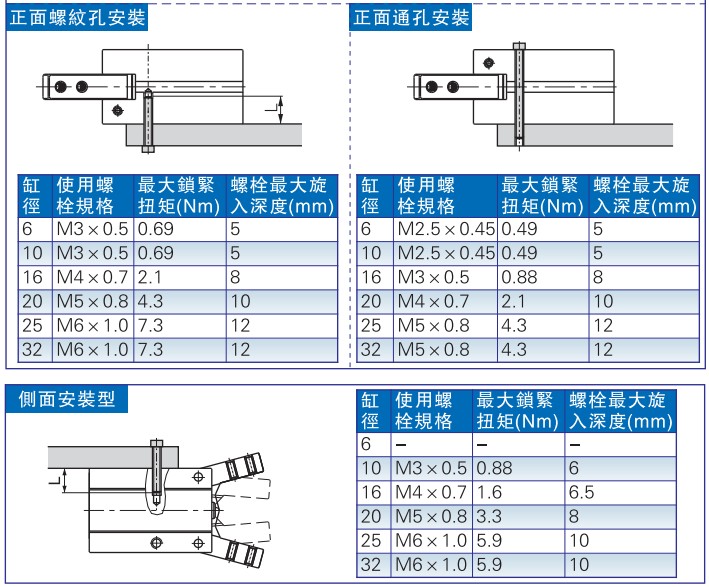 正面螺紋孔安裝
L
缸徑 使用螺栓規格 最大鎖緊扭矩(Nm) 螺栓最大旋入深度(mm)
6 M3×0.5 0.69 5
10 M3×0.5 0.69 5
16 M4×0.7 2.1 8
20 M5×0.8 4.3 10
25 M6×1.0 7.3 12
32 M6×1.0 7.3 12
正面通孔安裝
缸徑 使用螺栓規格 最大鎖緊扭矩(Nm) 螺栓最大旋入深度(mm)
6 M2.5×0.45 0.49 5
10 M2.5×0.45 0.49 5
16 M3×0.5 0.88 8
20 M4×0.7 2.1 10
25 M5×0.8 4.3 12
32 M5×0.8 4.3 12
側面安裝型
L
缸徑 使用螺栓規格 最大鎖緊扭矩(Nm) 螺栓最大旋入深度(mm)
6 – – –
10 M3×0.5 0.88 6
16 M4×0.7 1.6 6.5
20 M5×0.8 3.3 8
25 M6×1.0 5.9 10
32 M6×1.0 5.9 10